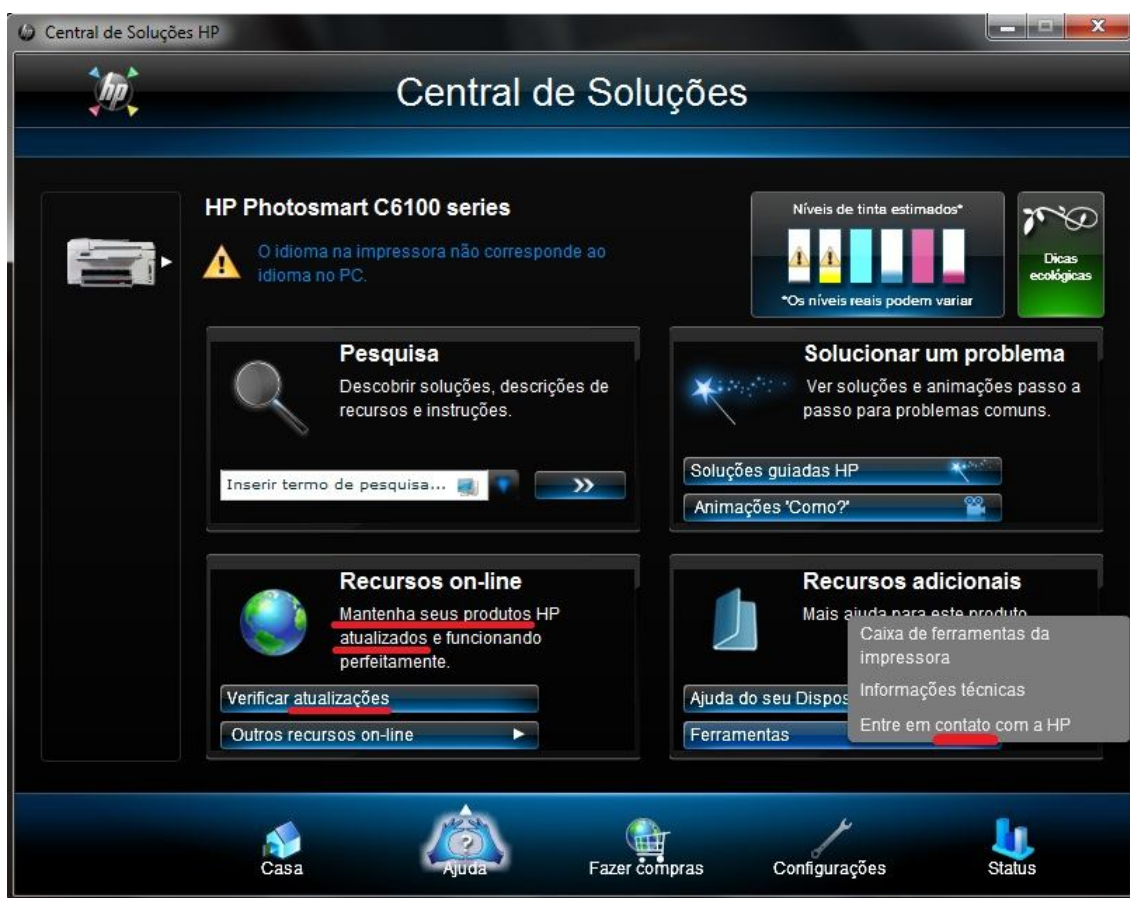 Central de Soluções HP
hp
Central de Soluções
HP Photosmart C6100 series
O idioma na impressora não corresponde ao
idioma no PC.
Níveis de tinta estimados*
*Os níveis reais podem variar
Dicas
ecológicas
Pesquisa
Descobrir soluções, descrições de
recursos e instruções.
Inserir termo de pesquisa...
Solucionar um problema
Ver soluções e animações passo a
passo para problemas comuns.
Soluções guiadas HP
Animações 'Como?'
Recursos on-line
Mantenha seus produtos HP
atualizados e funcionando
perfeitamente.
Verificar atualizações
Outros recursos on-line
Recursos adicionais
Mais ajuda para este produto
Ajuda do seu Dispos
Ferramentas
Caixa de ferramentas da
impressora
Informações técnicas
Entre em contato com a HP
Casa
Ajuda
Fazer compras
Configurações
Status